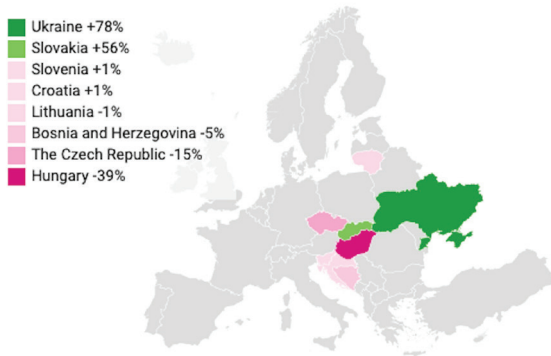 Ukraine +78%
Slovakia +56%
Slovenia +1%
Croatia +1%
Lithuania -1%
Bosnia and Herzegovina -5%
The Czech Republic -15%
Hungary -39%